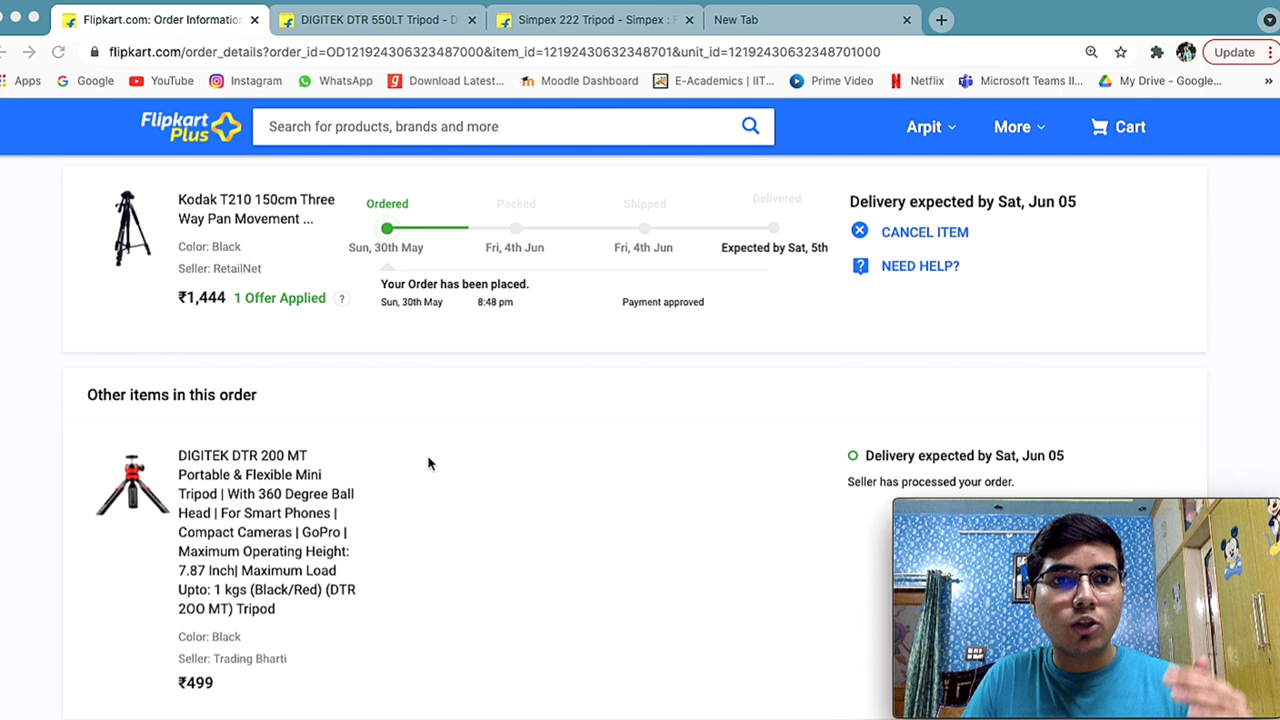 Flipkart.com: Order Informatio
DIGITEK DTR 550LT Tripod - D
Simpex 222 Tripod - Simpex : F
New Tab
flipkart.com/order_details?order_id=OD121924306323487000&item_id=12192430632348701&unit_id=12192430632348701000
Update
Apps
Google
YouTube
Instagram
WhatsApp
Download Latest...
Moodle Dashboard
E-Academics | IIT...
Prime Video
Netflix
Microsoft Teams II...
My Drive - Google...
»
Flipkart
Plus
Search for products, brands and more
Arpit
More
Cart
Kodak T210 150cm Three
Way Pan Movement ...
Color: Black
Seller: RetailNet
₹1,444 1 Offer Applied ?
Ordered
Packed
Shipped
Delivered
Sun, 30th May
Fri, 4th Jun
Fri, 4th Jun
Expected by Sat, 5th
Your Order has been placed.
Sun, 30th May
8:48 pm
Payment approved
Delivery expected by Sat, Jun 05
CANCEL ITEM
NEED HELP?
Other items in this order
DIGITEK DTR 200 MT
Portable & Flexible Mini
Tripod | With 360 Degree Ball
Head | For Smart Phones |
Compact Cameras | GoPro |
Maximum Operating Height:
7.87 Inch| Maximum Load
Upto: 1 kgs (Black/Red) (DTR
2OO MT) Tripod
Color: Black
Seller: Trading Bharti
₹499
Delivery expected by Sat, Jun 05
Seller has processed your order.